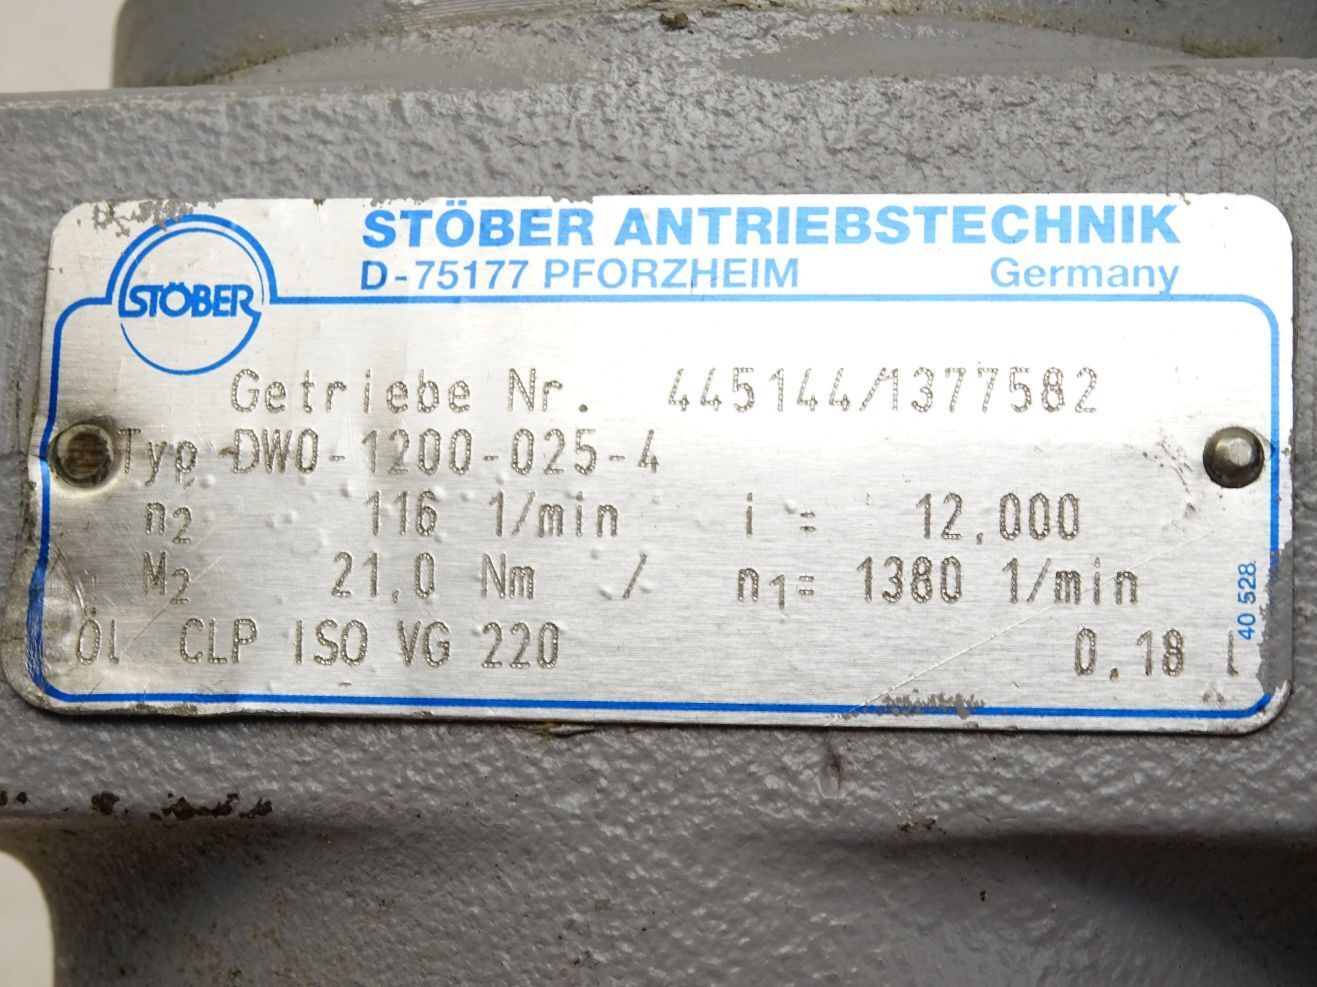 STÖBER ANTRIEBSTECHNIK
D-75177 PFORZHEIM Germany
STÖBER
Getriebe Nr. 445144/1377582
Typ DW0-1200-025-4
n2 116 1/min i = 12,000
M2 21,0 Nm / n1= 1380 1/min
Öl CLP ISO VG 220 0,18 l
40 528